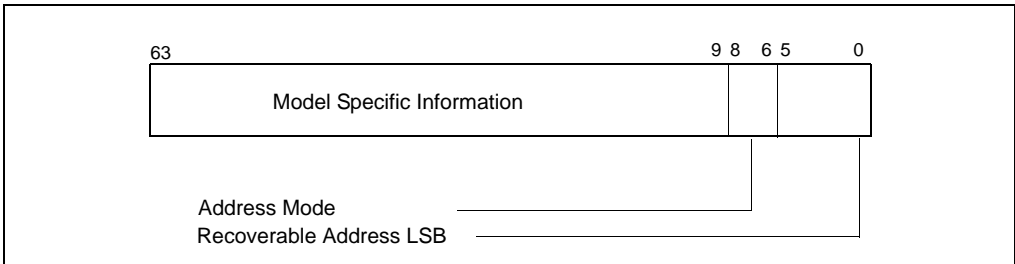 63 9 8 6 5 0
Model Specific Information
Address Mode
Recoverable Address LSB